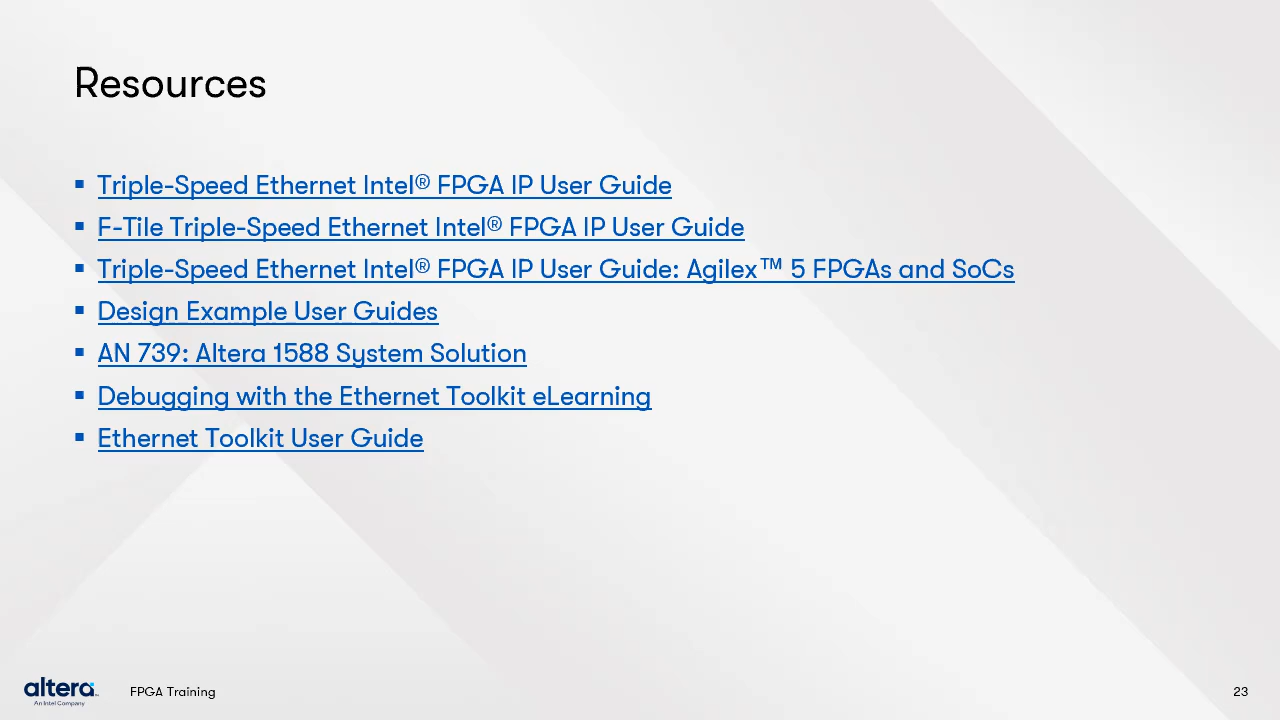 Resources
▪ Triple-Speed Ethernet Intel® FPGA IP User Guide
▪ F-Tile Triple-Speed Ethernet Intel® FPGA IP User Guide
▪ Triple-Speed Ethernet Intel® FPGA IP User Guide: Agilex™ 5 FPGAs and SoCs
▪ Design Example User Guides
▪ AN 739: Altera 1588 System Solution
▪ Debugging with the Ethernet Toolkit eLearning
▪ Ethernet Toolkit User Guide
altera
An Intel Company
FPGA Training
23